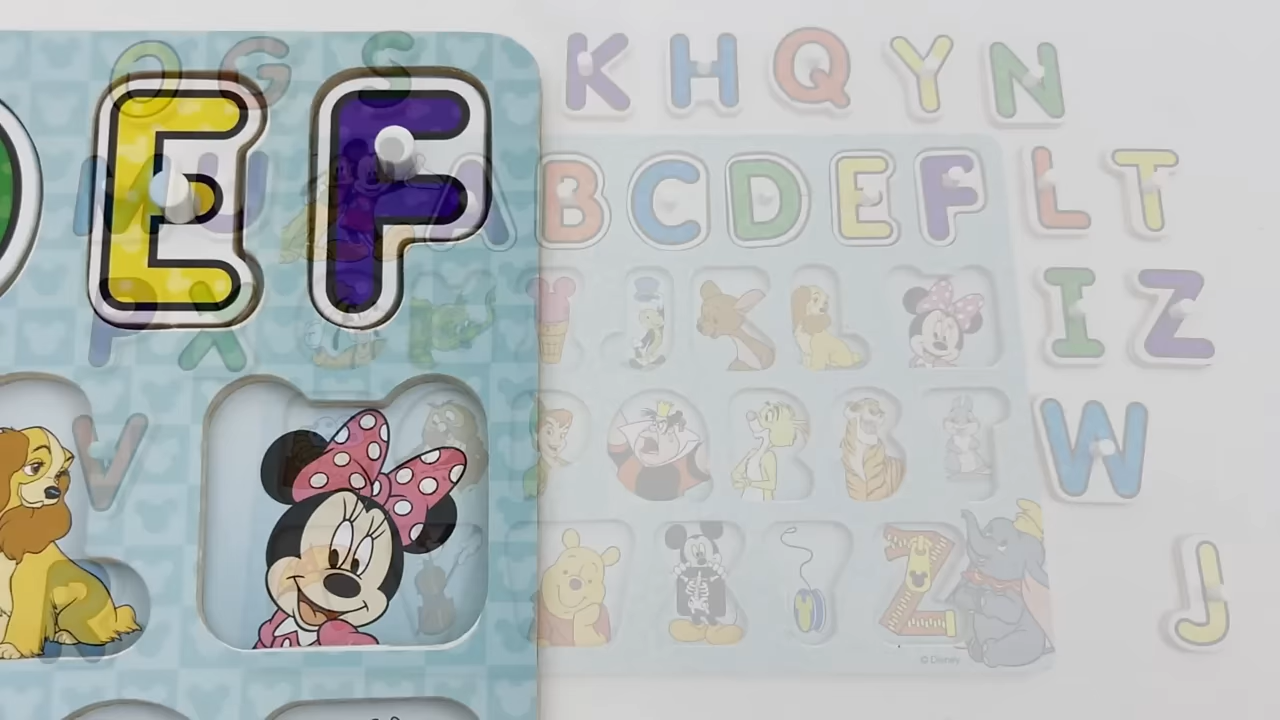 O G S K H Q Y N
E F
M U A B C D E F L T
P X I Z
V W
Z J
© Disney